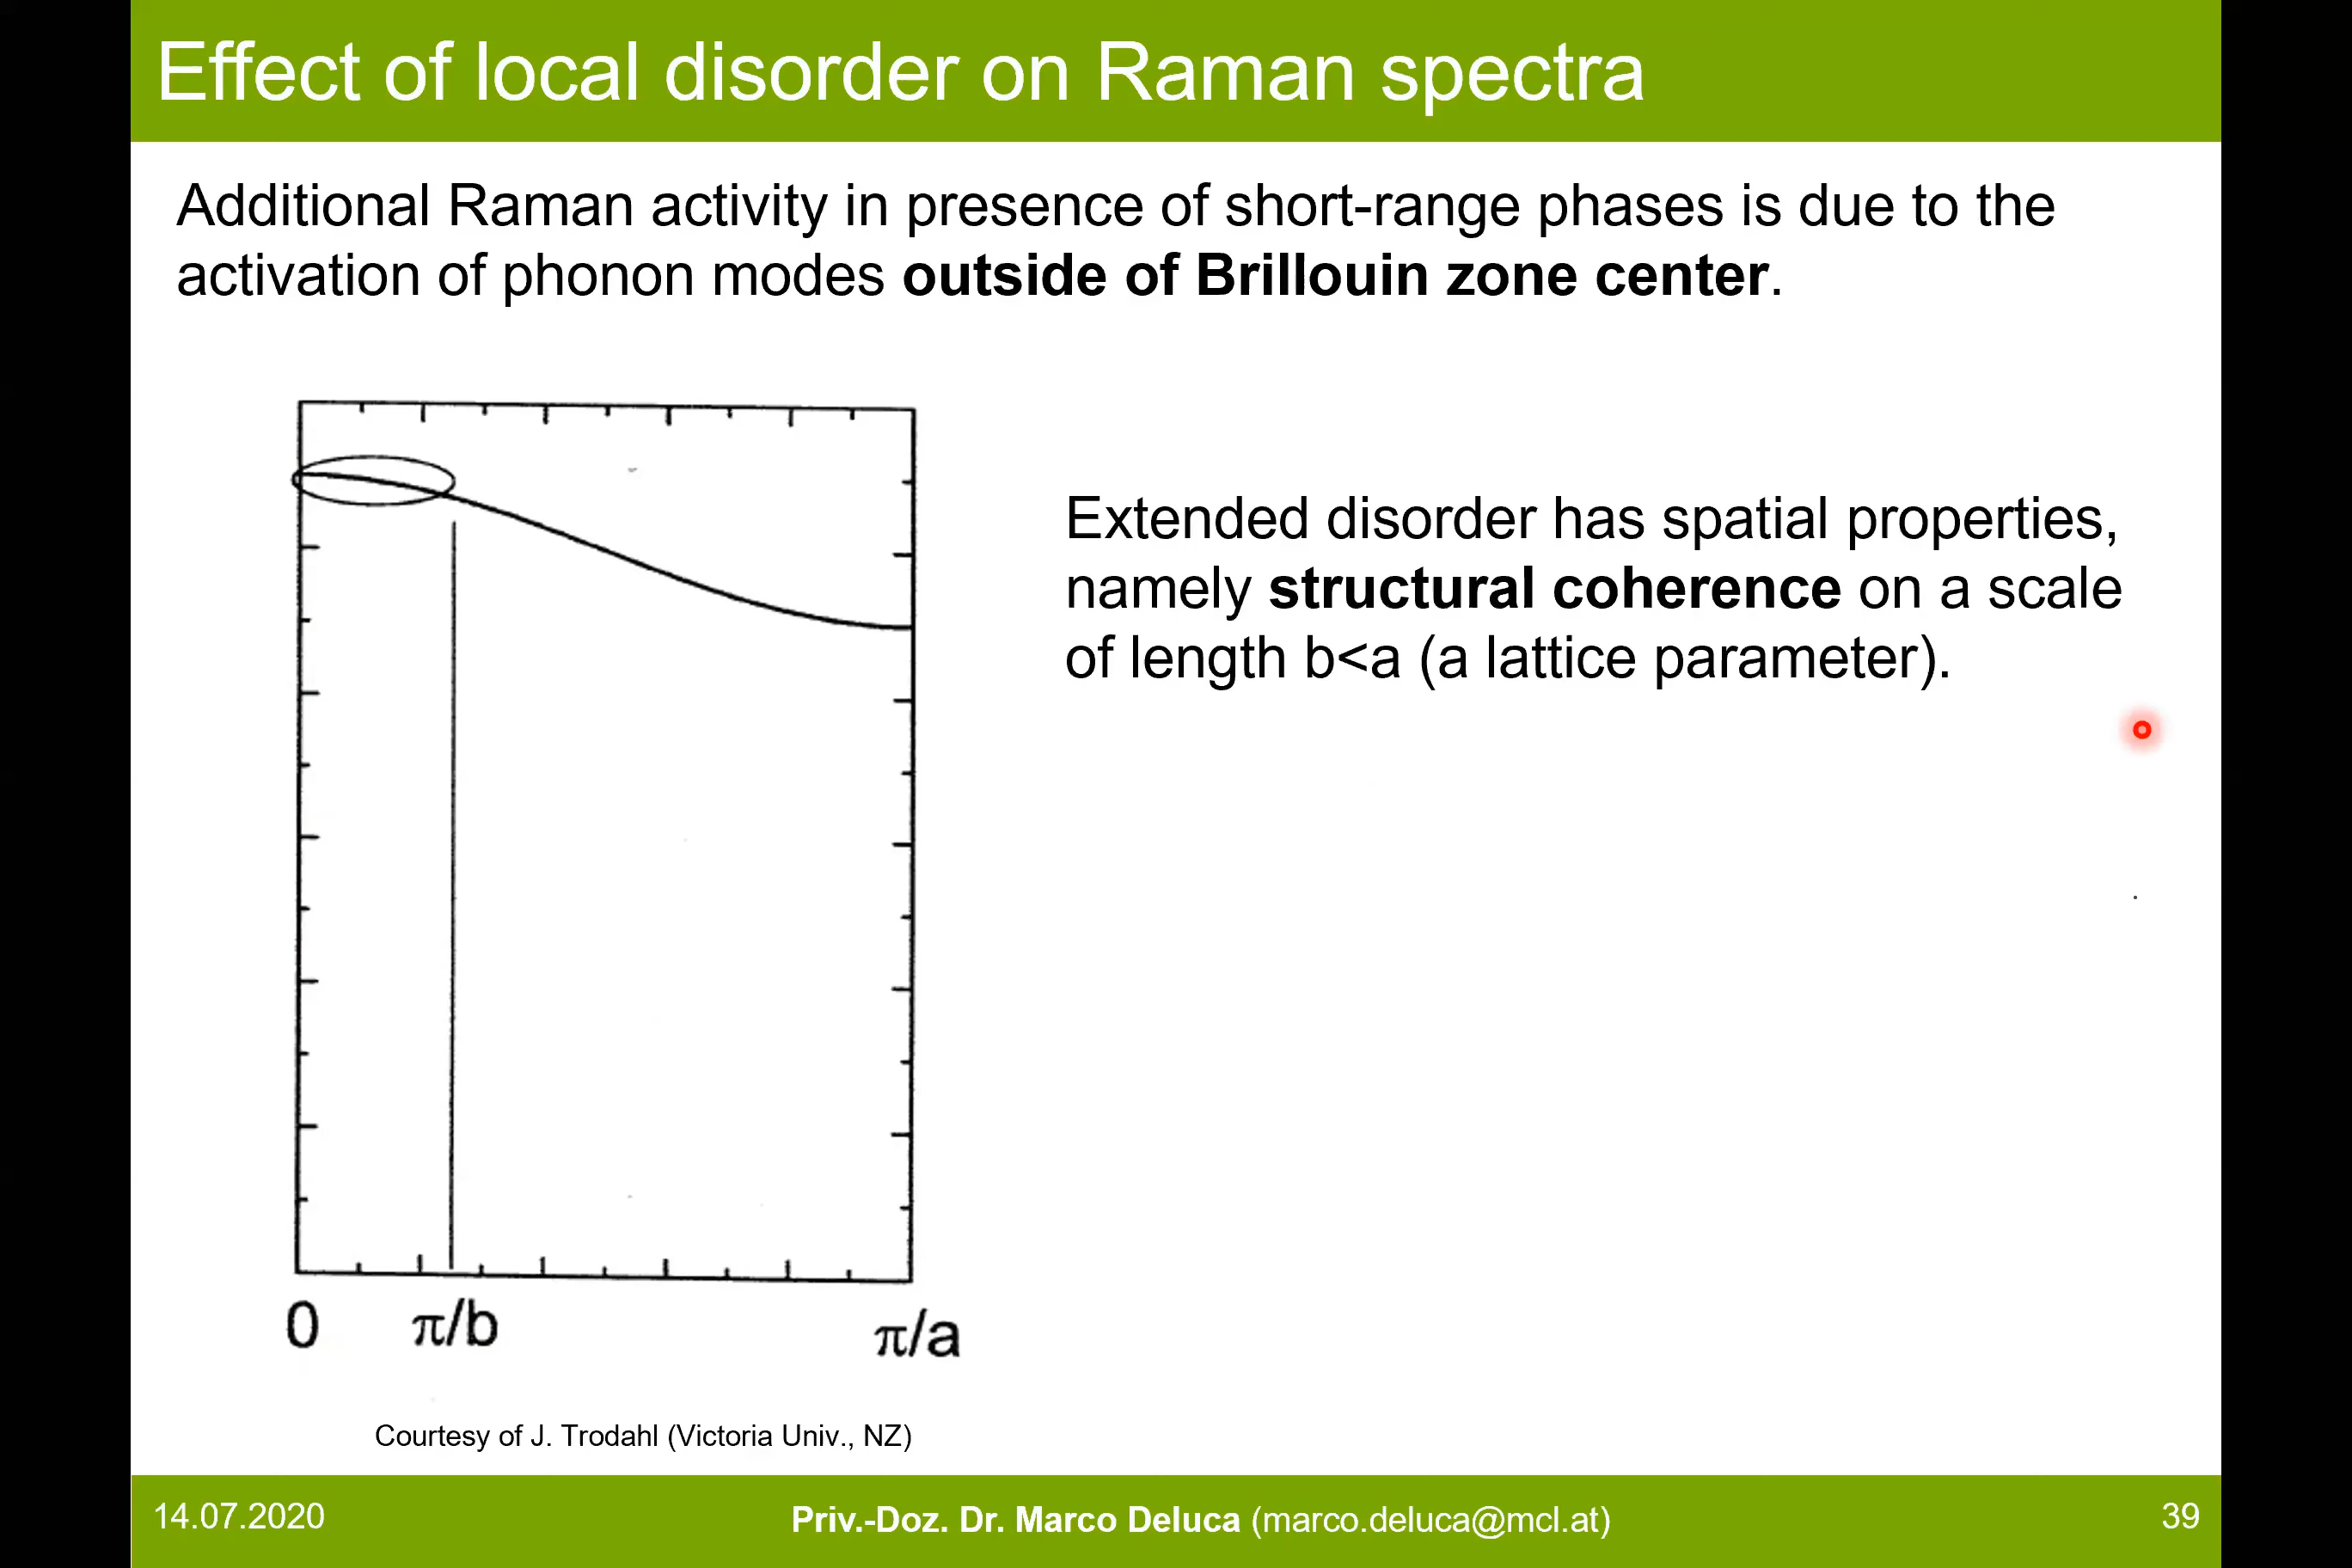 Effect of local disorder on Raman spectra
Additional Raman activity in presence of short-range phases is due to the
activation of phonon modes outside of Brillouin zone center.
Extended disorder has spatial properties,
namely structural coherence on a scale
of length b<a (a lattice parameter).
0 π/b π/a
Courtesy of J. Trodahl (Victoria Univ., NZ)
14.07.2020 Priv.-Doz. Dr. Marco Deluca (marco.deluca@mcl.at) 39